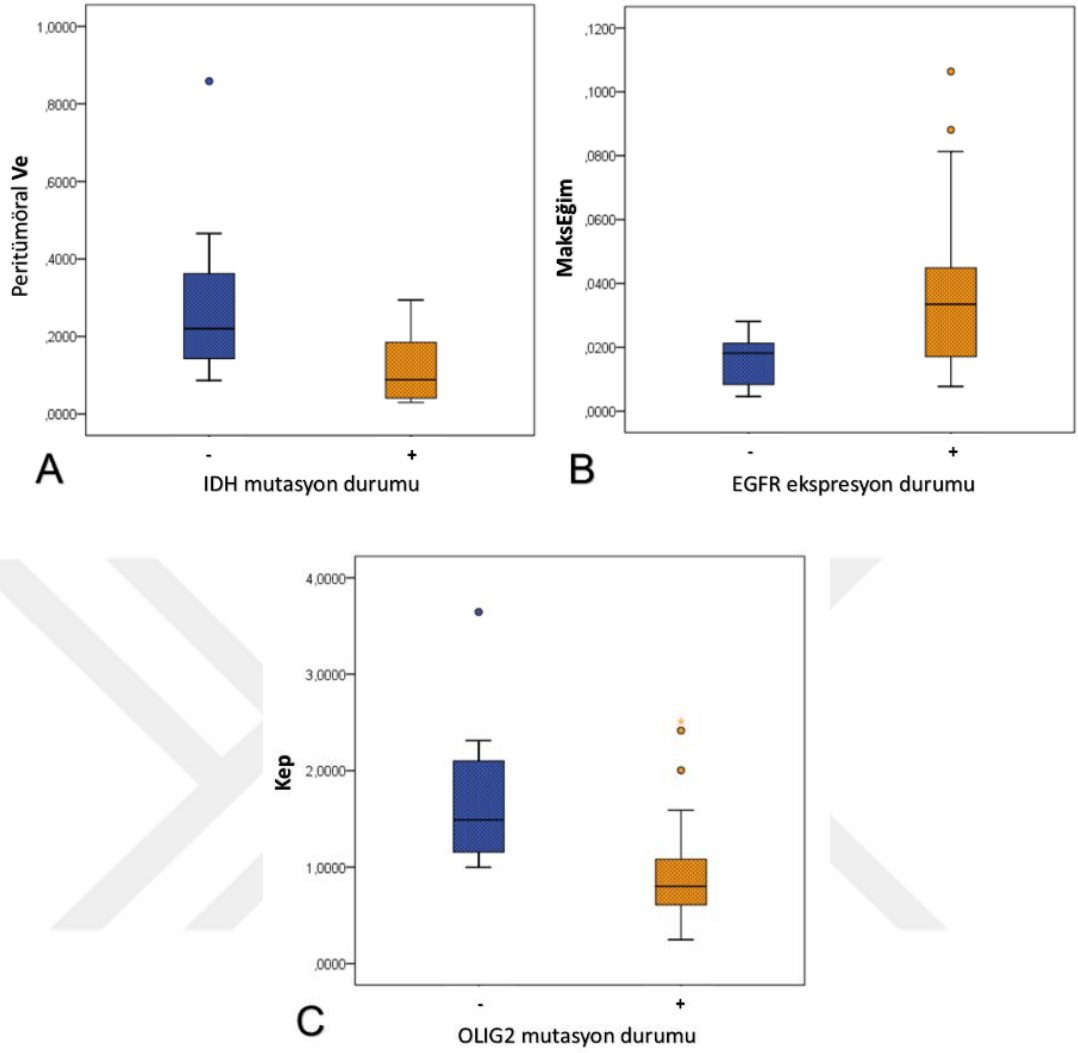 1,0000
,8000
,6000
,4000
,2000
,0000
Peritümöral Ve
- +
A
IDH mutasyon durumu
,1200
,1000
,0800
,0600
,0400
,0200
,0000
MaksEğim
- +
B
EGFR ekspresyon durumu
4,0000
3,0000
2,0000
1,0000
,0000
Kep
- +
C
OLIG2 mutasyon durumu